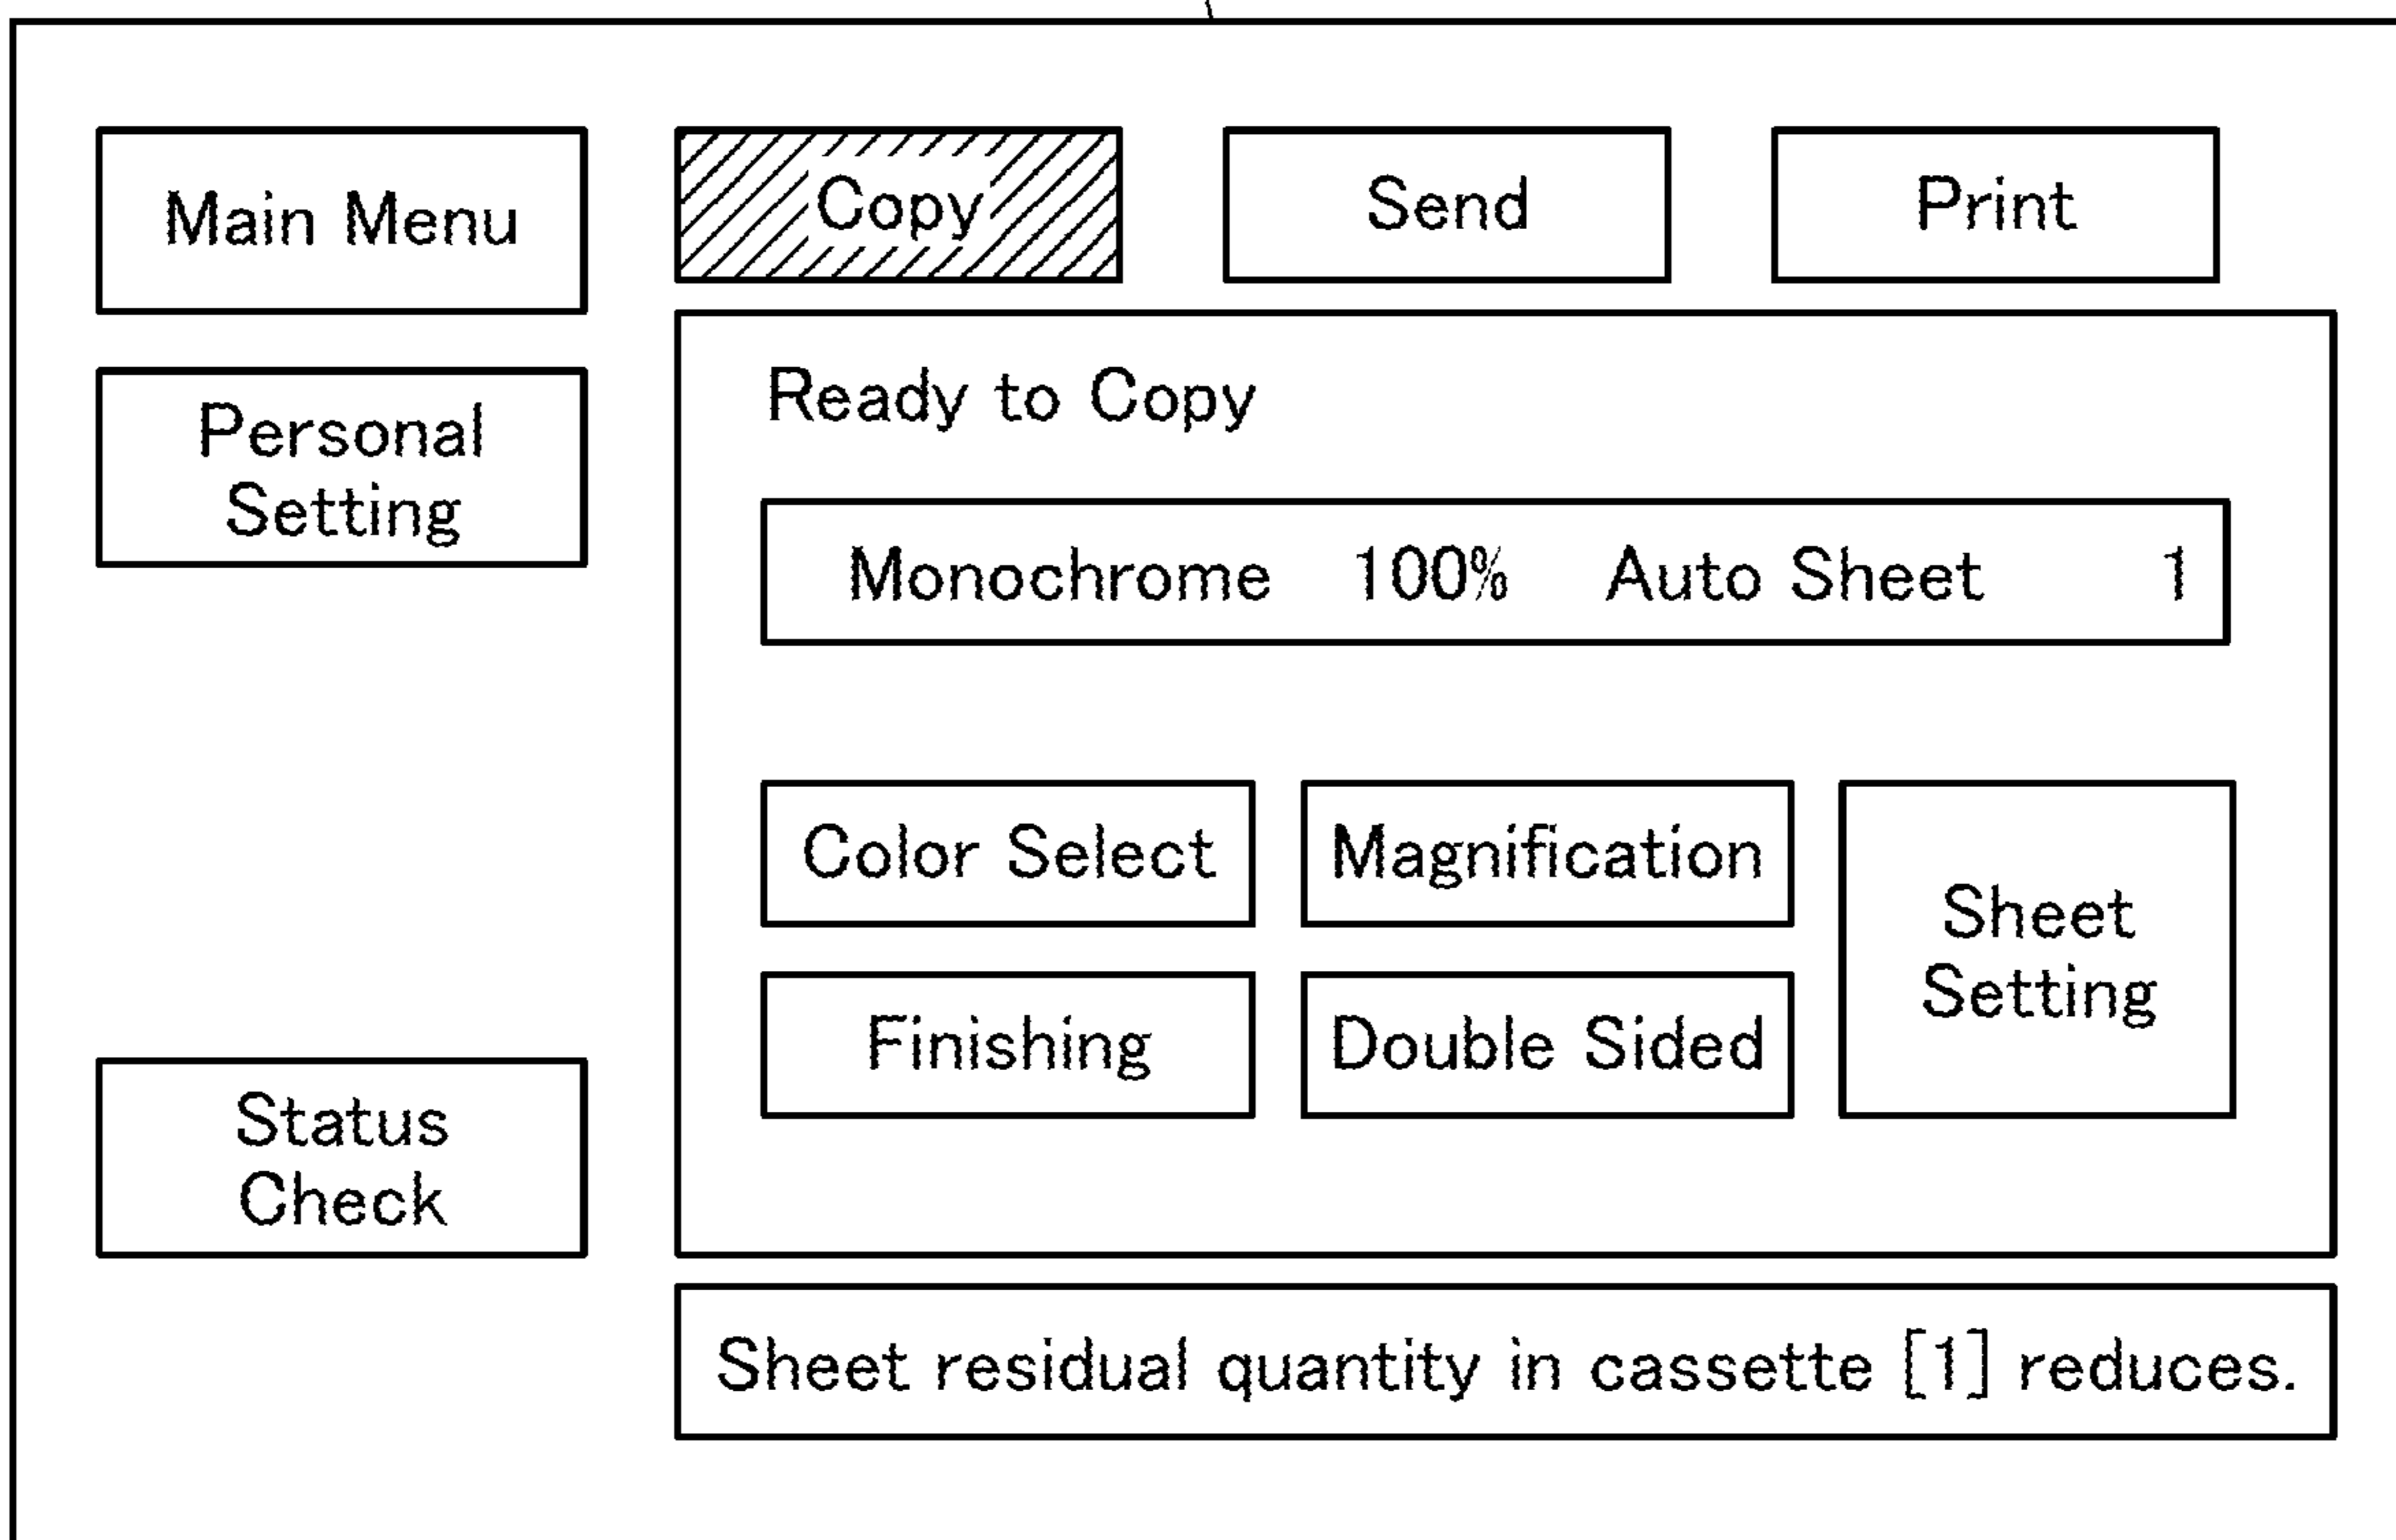 Main Menu
Copy
Send
Print
Personal
Setting
Ready to Copy
Monochrome 100% Auto Sheet 1
Color Select
Magnification
Sheet
Setting
Finishing
Double Sided
Status
Check
Sheet residual quantity in cassette [1] reduces.